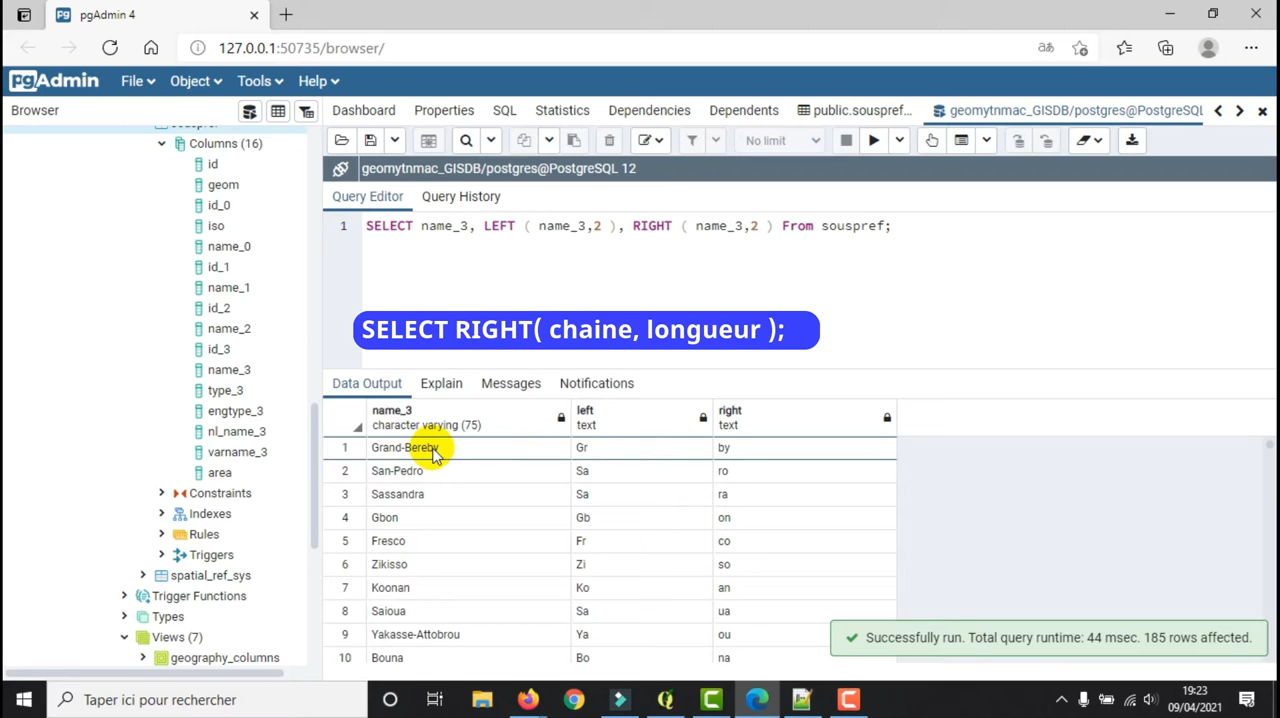 pgAdmin 4
127.0.0.1:50735/browser/
pgAdmin File Object Tools Help
Browser
Dashboard Properties SQL Statistics Dependencies Dependents public.souspref... geomytnmac_GISDB/postgres@PostgreSQL
No limit
geomytnmac_GISDB/postgres@PostgreSQL 12
Query Editor Query History
1 SELECT name_3, LEFT ( name_3,2 ), RIGHT ( name_3,2 ) From souspref;
SELECT RIGHT( chaine, longueur );
Columns (16)
id
geom
id_0
iso
name_0
id_1
name_1
id_2
name_2
id_3
name_3
type_3
engtype_3
nl_name_3
varname_3
area
Constraints
Indexes
Rules
Triggers
spatial_ref_sys
Trigger Functions
Types
Views (7)
geography_columns
Data Output Explain Messages Notifications
name_3 left right
character varying (75) text text
1 Grand-Bereby Gr by
2 San-Pedro Sa ro
3 Sassandra Sa ra
4 Gbon Gb on
5 Fresco Fr co
6 Zikisso Zi so
7 Koonan Ko an
8 Saioua Sa ua
9 Yakasse-Attobrou Ya ou
10 Bouna Bo na
Successfully run. Total query runtime: 44 msec. 185 rows affected.
Taper ici pour rechercher
19:23
09/04/2021